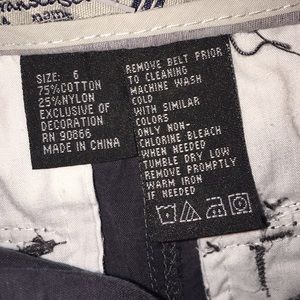 SIZE: 6
75%COTTON
25%NYLON
EXCLUSIVE OF
DECORATION
RN 90866
MADE IN CHINA
REMOVE BELT PRIOR
TO CLEANING
MACHINE WASH
COLD
WITH SIMILAR
COLORS
ONLY NON-
CHLORINE BLEACH
WHEN NEEDED
TUMBLE DRY LOW
REMOVE PROMPTLY
WARM IRON
IF NEEDED